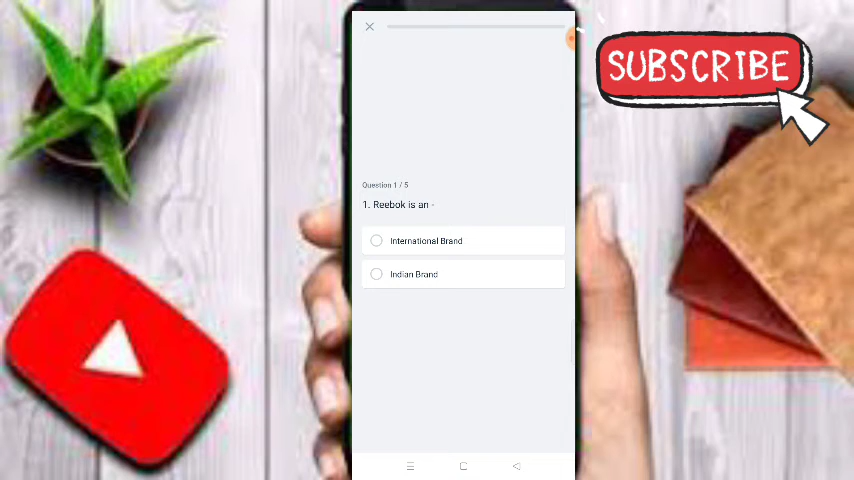 SUBSCRIBE
Question 1 / 5
1. Reebok is an -
International Brand
Indian Brand